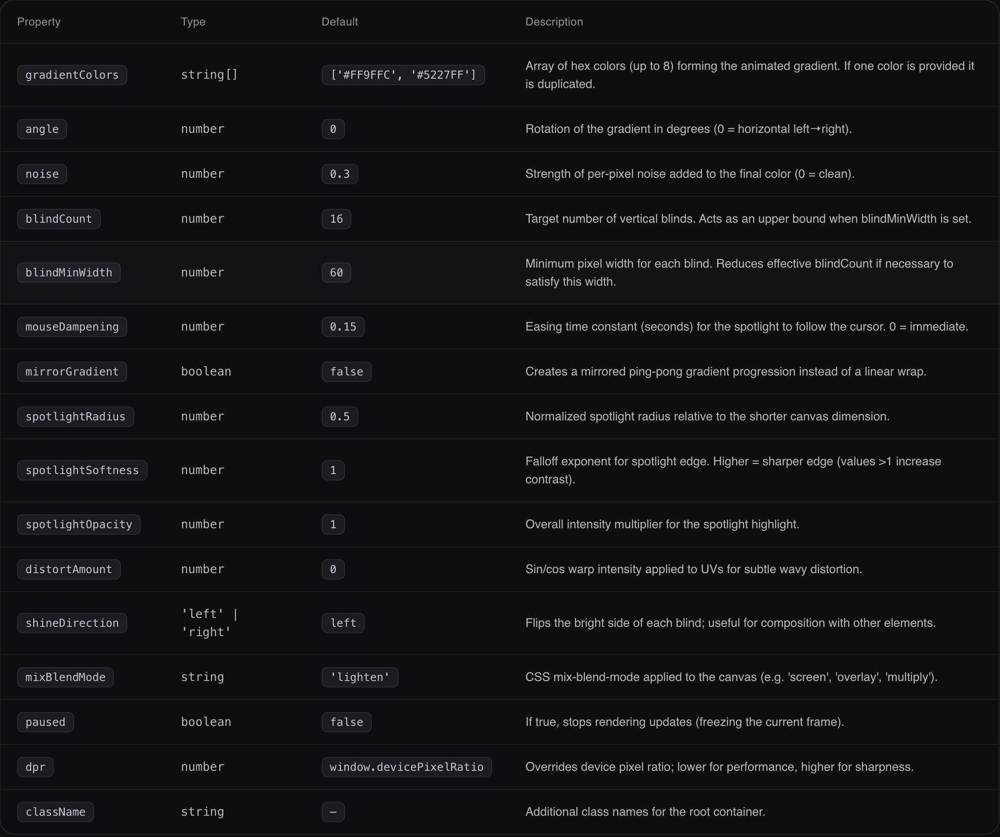 Property Type Default Description
gradientColors string[] ['#FF9FFC', '#5227FF'] Array of hex colors (up to 8) forming the animated gradient. If one color is provided it
is duplicated.
angle number 0 Rotation of the gradient in degrees (0 = horizontal left→right).
noise number 0.3 Strength of per-pixel noise added to the final color (0 = clean).
blindCount number 16 Target number of vertical blinds. Acts as an upper bound when blindMinWidth is set.
blindMinWidth number 60 Minimum pixel width for each blind. Reduces effective blindCount if necessary to
satisfy this width.
mouseDampening number 0.15 Easing time constant (seconds) for the spotlight to follow the cursor. 0 = immediate.
mirrorGradient boolean false Creates a mirrored ping-pong gradient progression instead of a linear wrap.
spotlightRadius number 0.5 Normalized spotlight radius relative to the shorter canvas dimension.
spotlightSoftness number 1 Falloff exponent for spotlight edge. Higher = sharper edge (values >1 increase
contrast).
spotlightOpacity number 1 Overall intensity multiplier for the spotlight highlight.
distortAmount number 0 Sin/cos warp intensity applied to UVs for subtle wavy distortion.
shineDirection 'left' |
'right' left Flips the bright side of each blind; useful for composition with other elements.
mixBlendMode string 'lighten' CSS mix-blend-mode applied to the canvas (e.g. 'screen', 'overlay', 'multiply').
paused boolean false If true, stops rendering updates (freezing the current frame).
dpr number window.devicePixelRatio Overrides device pixel ratio; lower for performance, higher for sharpness.
className string – Additional class names for the root container.